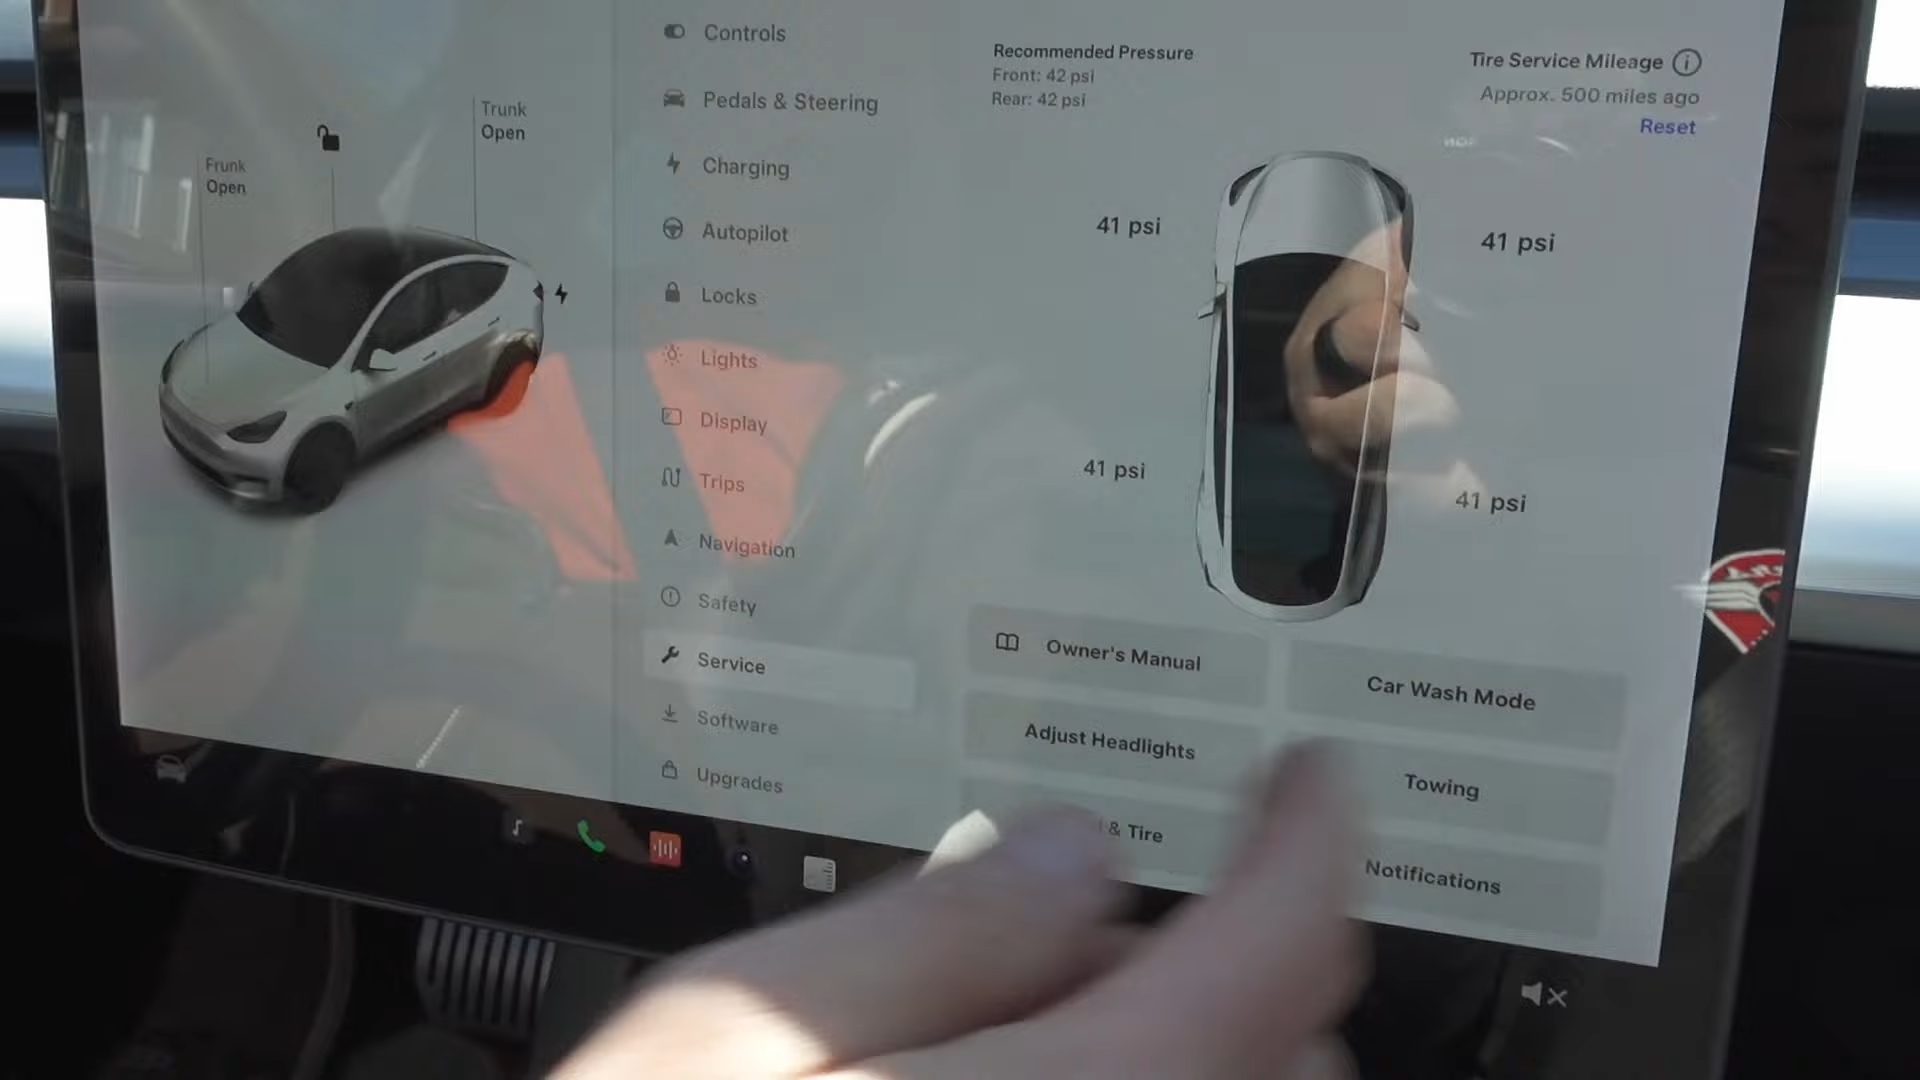 Frunk
Open
Trunk
Open
Controls
Pedals & Steering
Charging
Autopilot
Locks
Lights
Display
Trips
Navigation
Safety
Service
Software
Upgrades
Recommended Pressure
Front: 42 psi
Rear: 42 psi
Tire Service Mileage
Approx. 500 miles ago
Reset
41 psi
41 psi
41 psi
41 psi
Owner's Manual
Car Wash Mode
Adjust Headlights
Towing
& Tire
Notifications